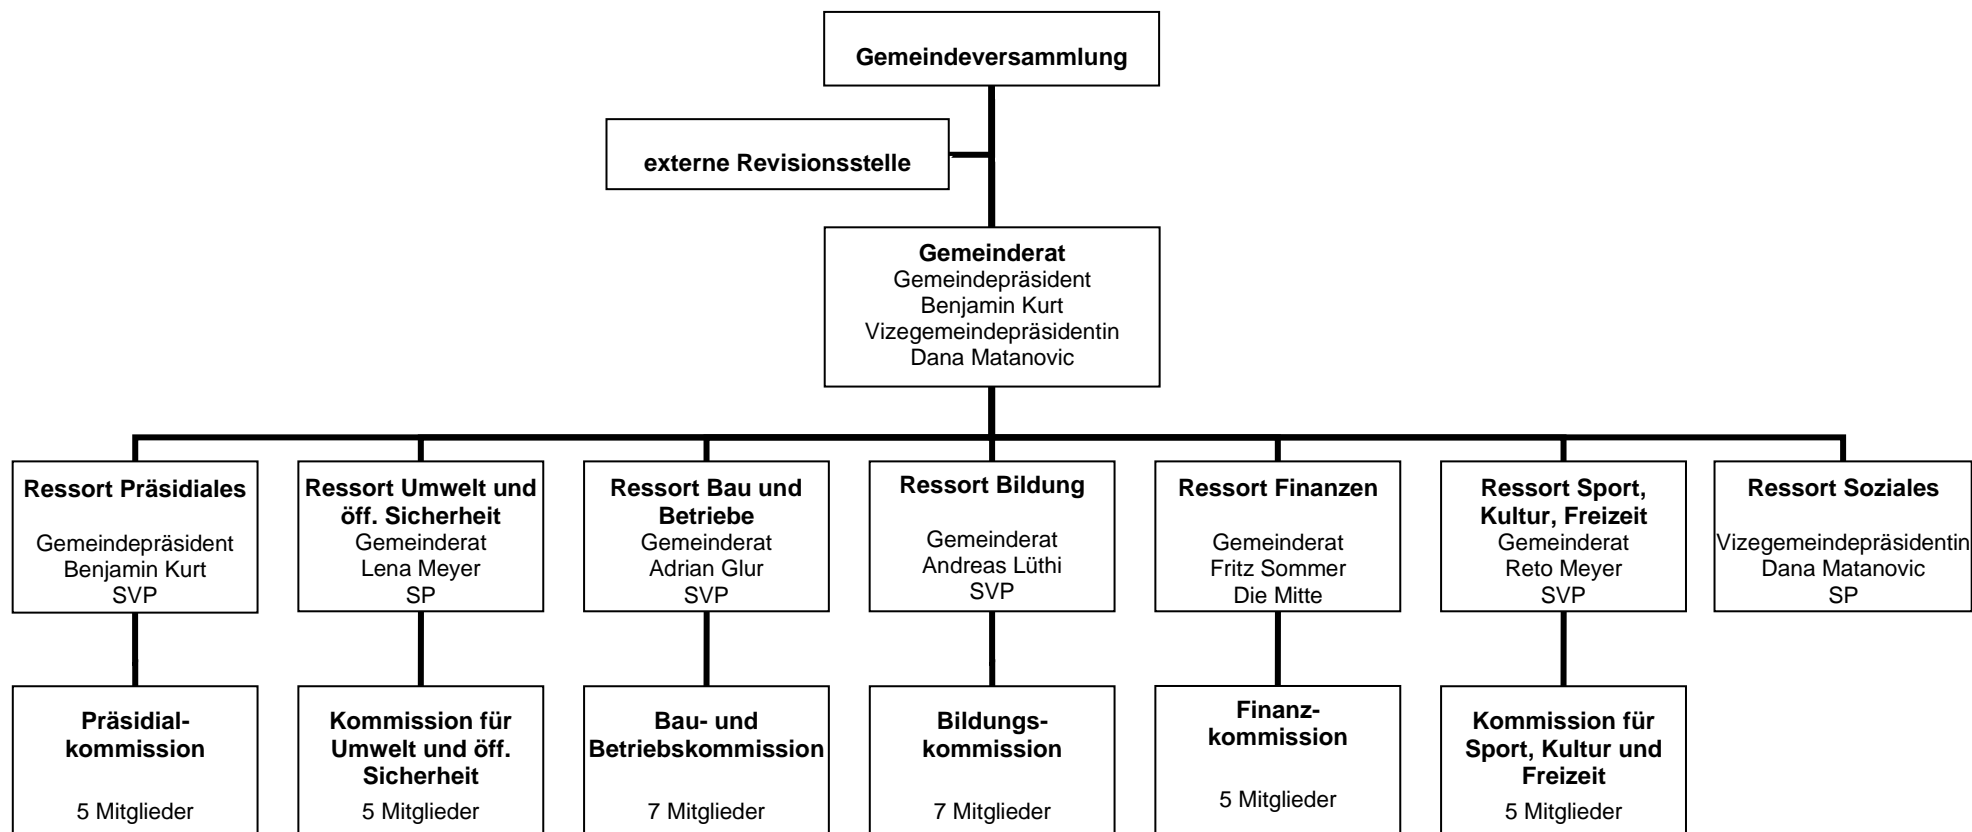 Gemeindeversammlung
externe Revisionsstelle
Gemeinderat
Gemeindepräsident
Benjamin Kurt
Vizegemeindepräsidentin
Dana Matanovic
Ressort Präsidiales
Gemeindepräsident
Benjamin Kurt
SVP
Ressort Umwelt und
öff. Sicherheit
Gemeinderat
Lena Meyer
SP
Ressort Bau und
Betriebe
Gemeinderat
Adrian Glur
SVP
Ressort Bildung
Gemeinderat
Andreas Lüthi
SVP
Ressort Finanzen
Gemeinderat
Fritz Sommer
Die Mitte
Ressort Sport,
Kultur, Freizeit
Gemeinderat
Reto Meyer
SVP
Ressort Soziales
Vizegemeindepräsidentin
Dana Matanovic
SP
Präsidial-
kommission
5 Mitglieder
Kommission für
Umwelt und öff.
Sicherheit
5 Mitglieder
Bau- und
Betriebskommission
7 Mitglieder
Bildungs-
kommission
7 Mitglieder
Finanz-
kommission
5 Mitglieder
Kommission für
Sport, Kultur und
Freizeit
5 Mitglieder